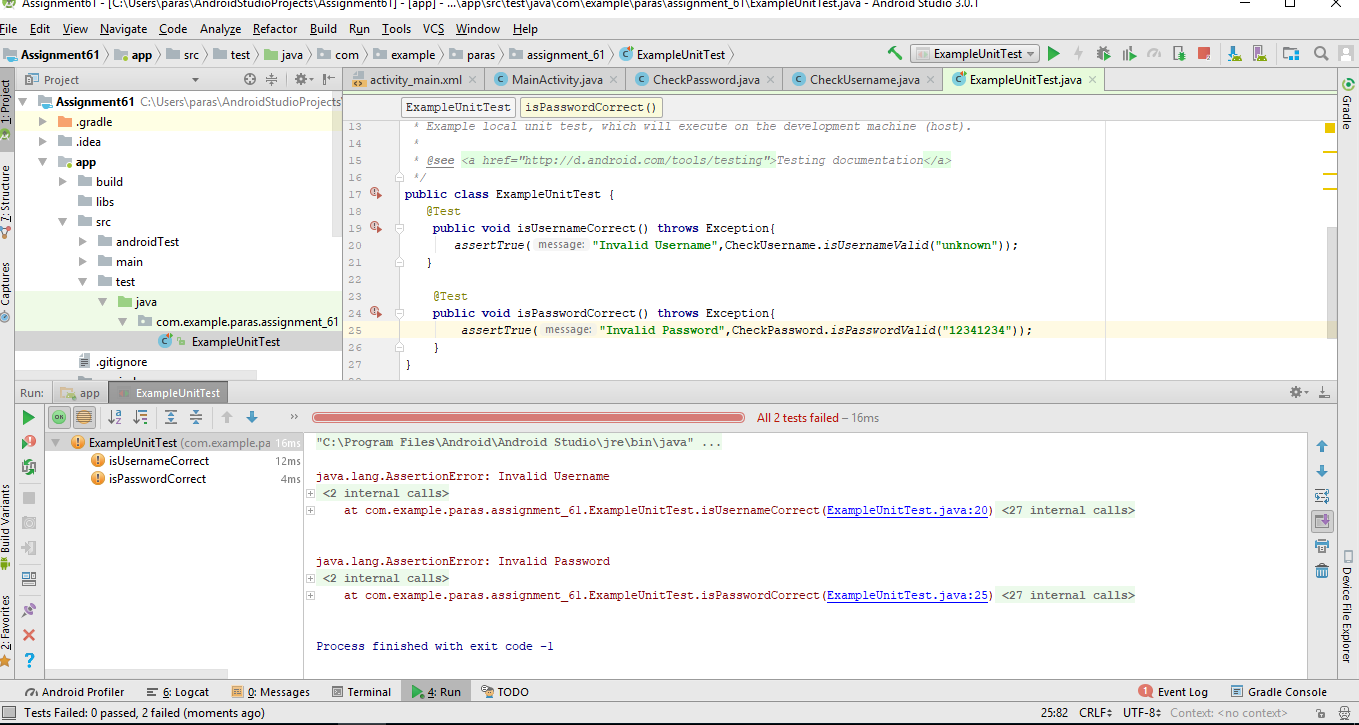 Assignment61 - [C:\Users\paras\AndroidStudioProjects\Assignment61] - [app] - ...\app\src\test\java\com\example\paras\assignment_61\ExampleUnitTest.java - Android Studio 3.0.1
File Edit View Navigate Code Analyze Refactor Build Run Tools VCS Window Help
Assignment61 app src test java com example paras assignment_61 ExampleUnitTest ExampleUnitTest
Project activity_main.xml MainActivity.java CheckPassword.java CheckUsername.java ExampleUnitTest.java
1: Project
7: Structure
Captures
Build Variants
2: Favorites
Assignment61 C:\Users\paras\AndroidStudioProjects
.gradle
.idea
app
build
libs
src
androidTest
main
test
java
com.example.paras.assignment_61
ExampleUnitTest
.gitignore
ExampleUnitTest isPasswordCorrect()
13 * Example local unit test, which will execute on the development machine (host).
14 *
15 * @see <a href="http://d.android.com/tools/testing">Testing documentation</a>
16 */
17 public class ExampleUnitTest {
18 @Test
19 public void isUsernameCorrect() throws Exception{
20 assertTrue( message: "Invalid Username",CheckUsername.isUsernameValid("unknown"));
21 }
22
23 @Test
24 public void isPasswordCorrect() throws Exception{
25 assertTrue( message: "Invalid Password",CheckPassword.isPasswordValid("12341234"));
26 }
27 }
Gradle
Device File Explorer
Run: app ExampleUnitTest
OK >> All 2 tests failed – 16ms
ExampleUnitTest (com.example.pa 16ms
isUsernameCorrect 12ms
isPasswordCorrect 4ms
"C:\Program Files\Android\Android Studio\jre\bin\java" ...
java.lang.AssertionError: Invalid Username
<2 internal calls>
at com.example.paras.assignment_61.ExampleUnitTest.isUsernameCorrect(ExampleUnitTest.java:20) <27 internal calls>
java.lang.AssertionError: Invalid Password
<2 internal calls>
at com.example.paras.assignment_61.ExampleUnitTest.isPasswordCorrect(ExampleUnitTest.java:25) <27 internal calls>
Process finished with exit code -1
Android Profiler 6: Logcat 0: Messages Terminal 4: Run TODO 1 Event Log Gradle Console
Tests Failed: 0 passed, 2 failed (moments ago) 25:82 CRLF UTF-8 Context: <no context>